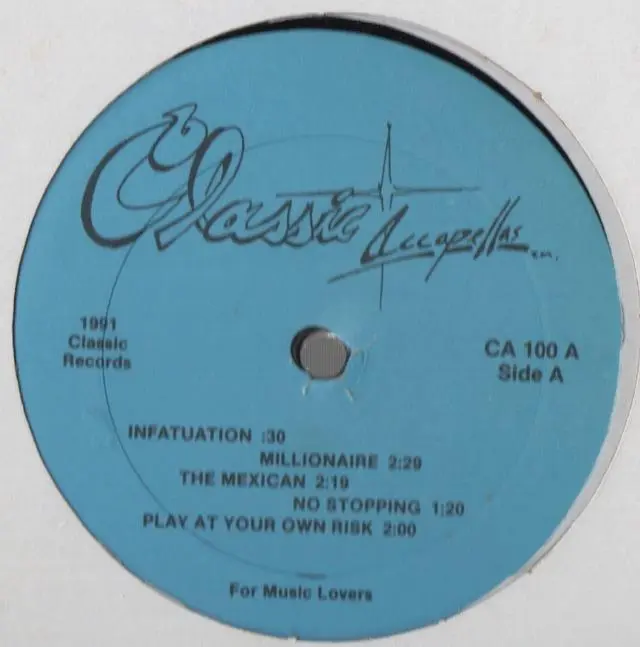 Classic Accapellas
1991
Classic
Records
CA 100 A
Side A
INFATUATION :30
MILLIONAIRE 2:29
THE MEXICAN 2:19
NO STOPPING 1:20
PLAY AT YOUR OWN RISK 2:00
For Music Lovers